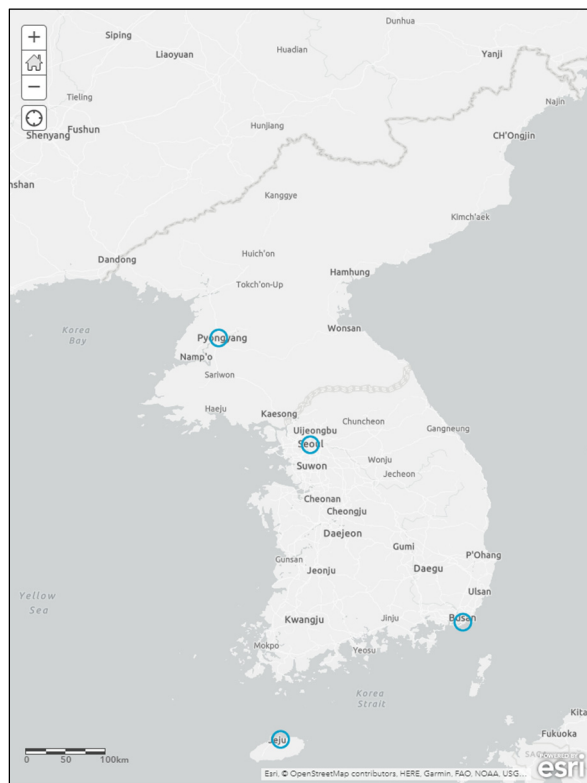 Dunhua
Siping
Liaoyuan
Huadian
Yanji
+
−
Tieling
Najin
Shenyang
Fushun
Hunjiang
CH'Ongjin
nshan
Kanggye
Kimch'aek
Huich'on
Dandong
Hamhung
Tokch'on-Up
Korea
Bay
Pyongyang
Wonsan
Namp'o
Sariwon
Haeju
Kaesong
Chuncheon
Uijeongbu
Gangneung
Seoul
Suwon
Wonju
Jecheon
Cheonan
Cheongju
Daejeon
Gumi
P'Ohang
Gunsan
Jeonju
Daegu
Ulsan
Yellow
Sea
Kwangju
Jinju
Busan
Mokpo
Yeosu
Korea
Strait
Kita
Jeju
Fukuoka
0 50 100km
POWERED BY
esri
Esri, © OpenStreetMap contributors, HERE, Garmin, FAO, NOAA, USG...